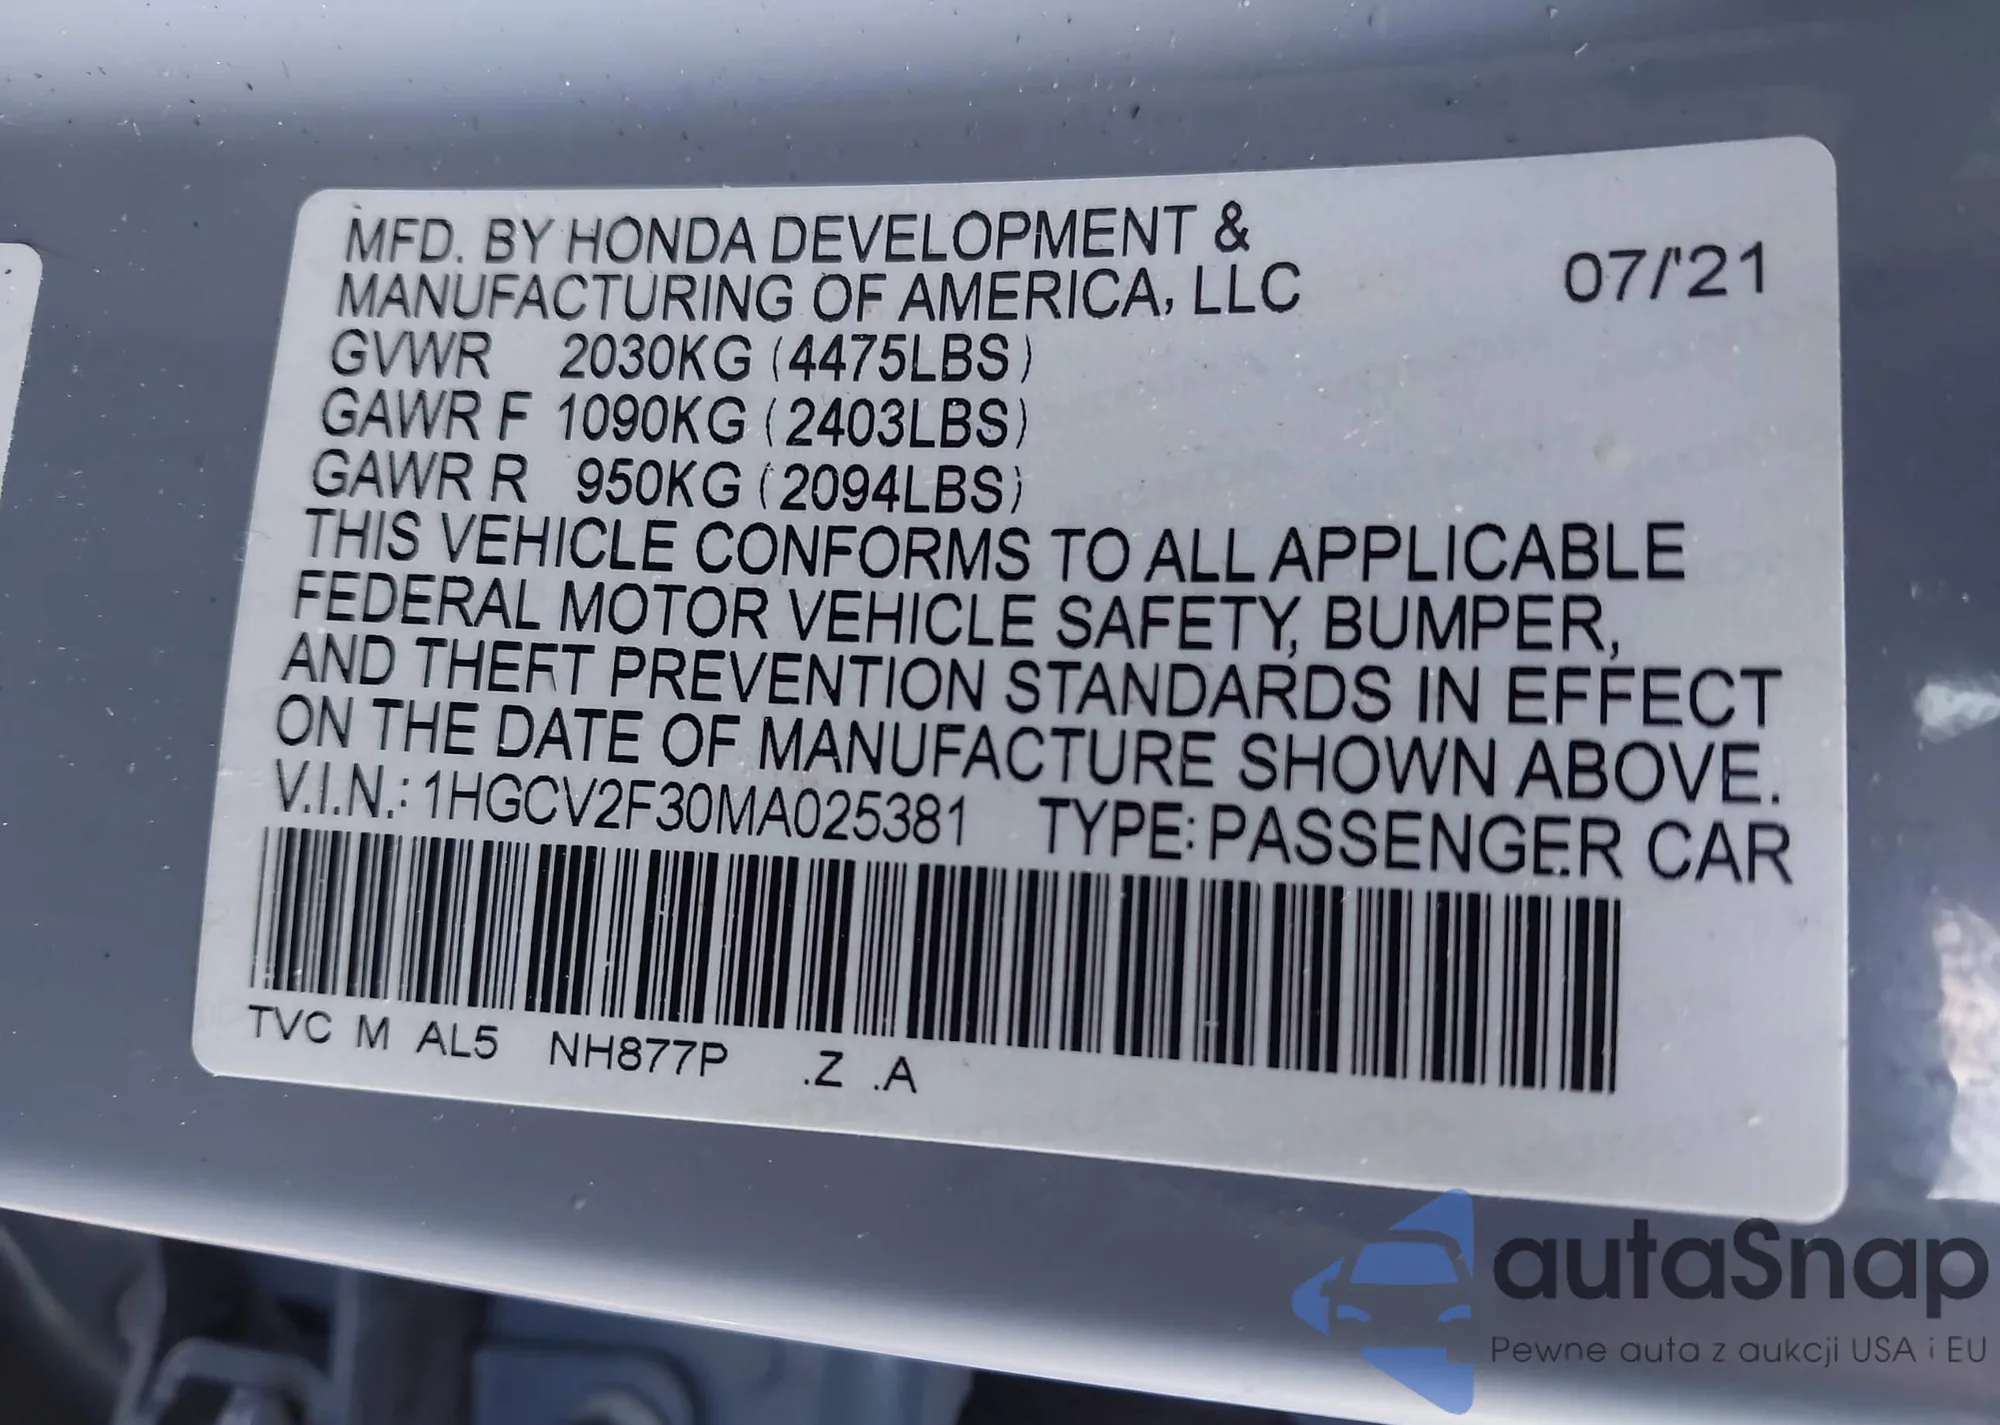 MFD. BY HONDA DEVELOPMENT &
MANUFACTURING OF AMERICA, LLC
07/'21
GVWR 2030KG (4475LBS)
GAWR F 1090KG (2403LBS)
GAWR R 950KG (2094LBS)
THIS VEHICLE CONFORMS TO ALL APPLICABLE
FEDERAL MOTOR VEHICLE SAFETY, BUMPER,
AND THEFT PREVENTION STANDARDS IN EFFECT
ON THE DATE OF MANUFACTURE SHOWN ABOVE.
V.I.N.: 1HGCV2F30MA025381 TYPE: PASSENGER CAR
TVC M AL5 NH877P .Z .A
autaSnap
Pewne auta z aukcji USA i EU